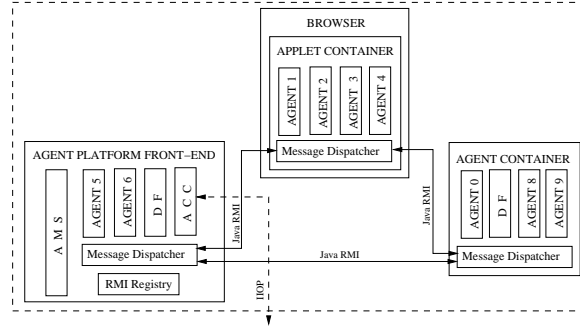 BROWSER
APPLET CONTAINER
AGENT 1
AGENT 2
AGENT 3
AGENT 4
Message Dispatcher
AGENT PLATFORM FRONT-END
A M S
AGENT 5
AGENT 6
D F
A C C
Message Dispatcher
RMI Registry
Java RMI
Java RMI
Java RMI
IIOP
AGENT CONTAINER
AGENT 0
D F
AGENT 8
AGENT 9
Message Dispatcher